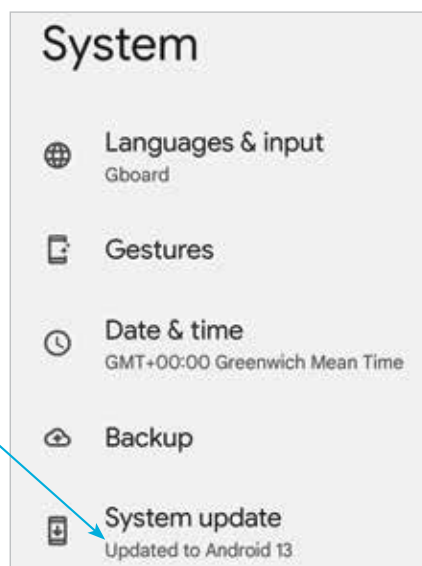 System
Languages & input
Gboard
Gestures
Date & time
GMT+00:00 Greenwich Mean Time
Backup
System update
Updated to Android 13